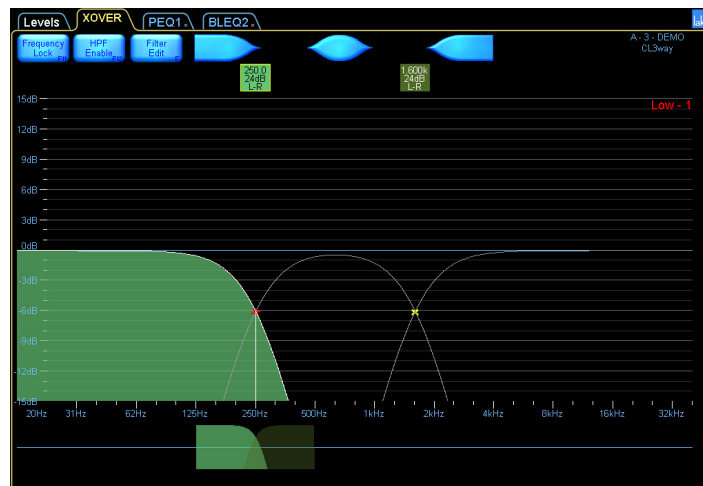 Levels XOVER PEQ1 BLEQ2
Frequency Lock
HPF Enable
Filter Edit
A - 3 - DEMO
CL3way
250.0
24dB
L-R
1.600k
24dB
L-R
Low - 1
15dB
12dB
9dB
6dB
3dB
0dB
-3dB
-6dB
-9dB
-12dB
-15dB
20Hz 31Hz 62Hz 125Hz 250Hz 500Hz 1kHz 2kHz 4kHz 8kHz 16kHz 32kHz